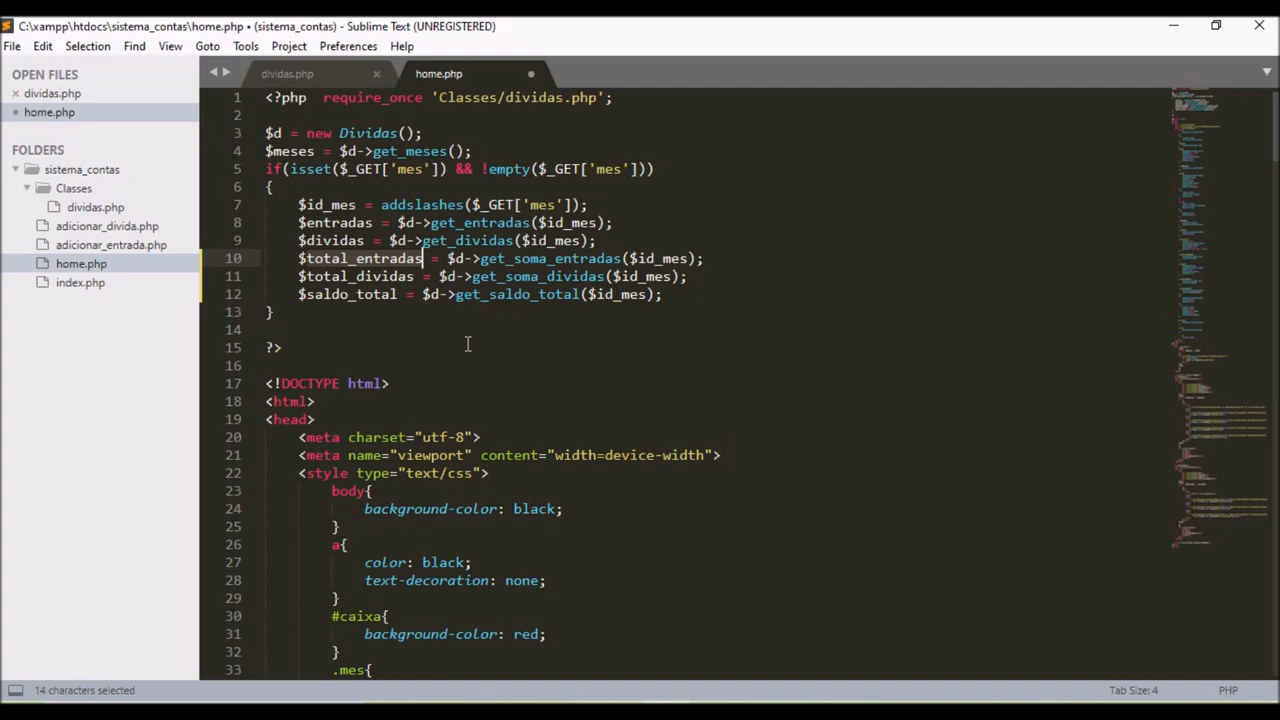 C:\xampp\htdocs\sistema_contas\home.php • (sistema_contas) - Sublime Text (UNREGISTERED)
File Edit Selection Find View Goto Tools Project Preferences Help
OPEN FILES
dividas.php
home.php
FOLDERS
sistema_contas
Classes
dividas.php
adicionar_divida.php
adicionar_entrada.php
home.php
index.php
dividas.php home.php
1 <?php require_once 'Classes/dividas.php';
2
3 $d = new Dividas();
4 $meses = $d->get_meses();
5 if(isset($_GET['mes']) && !empty($_GET['mes']))
6 {
7 $id_mes = addslashes($_GET['mes']);
8 $entradas = $d->get_entradas($id_mes);
9 $dividas = $d->get_dividas($id_mes);
10 $total_entradas = $d->get_soma_entradas($id_mes);
11 $total_dividas = $d->get_soma_dividas($id_mes);
12 $saldo_total = $d->get_saldo_total($id_mes);
13 }
14
15 ?>
16
17 <!DOCTYPE html>
18 <html>
19 <head>
20 <meta charset="utf-8">
21 <meta name="viewport" content="width=device-width">
22 <style type="text/css">
23 body{
24 background-color: black;
25 }
26 a{
27 color: black;
28 text-decoration: none;
29 }
30 #caixa{
31 background-color: red;
32 }
33 .mes{
14 characters selected Tab Size: 4 PHP